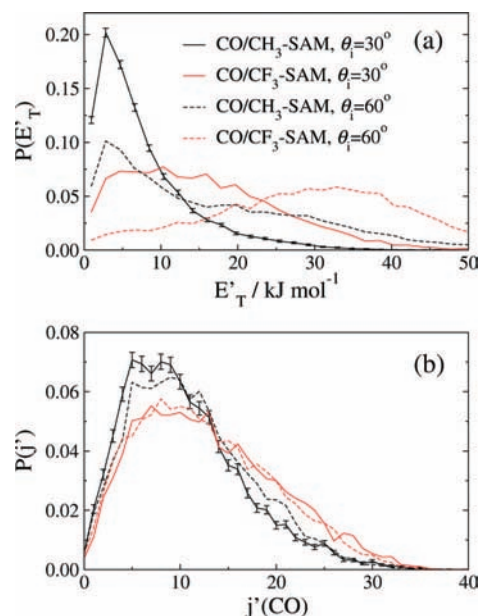 (a)
CO/CH₃-SAM, θᵢ=30°
CO/CF₃-SAM, θᵢ=30°
CO/CH₃-SAM, θᵢ=60°
CO/CF₃-SAM, θᵢ=60°
P(E'_T)
0.20
0.15
0.10
0.05
0.00
0 10 20 30 40 50
E'_T / kJ mol⁻¹
(b)
P(j')
0.08
0.06
0.04
0.02
0.00
0 10 20 30 40
j'(CO)